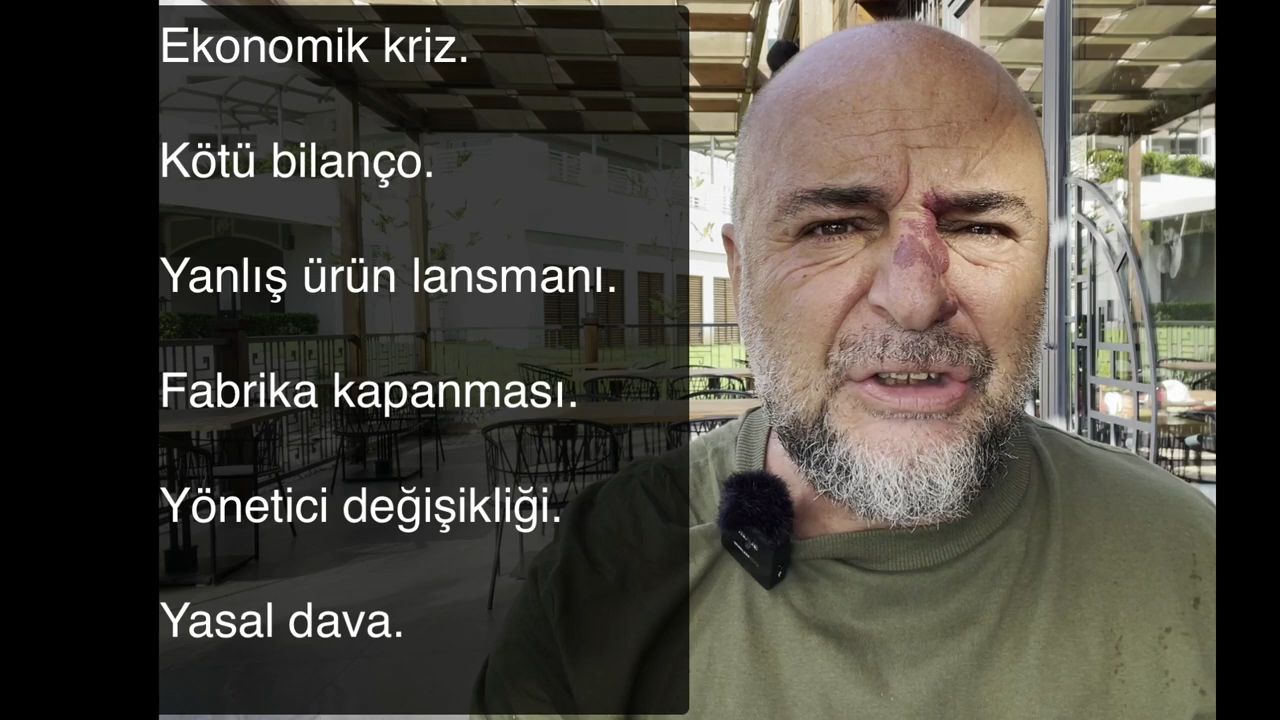 Ekonomik kriz.
Kötü bilanço.
Yanlış ürün lansmanı.
Fabrika kapanması.
Yönetici değişikliği.
Yasal dava.